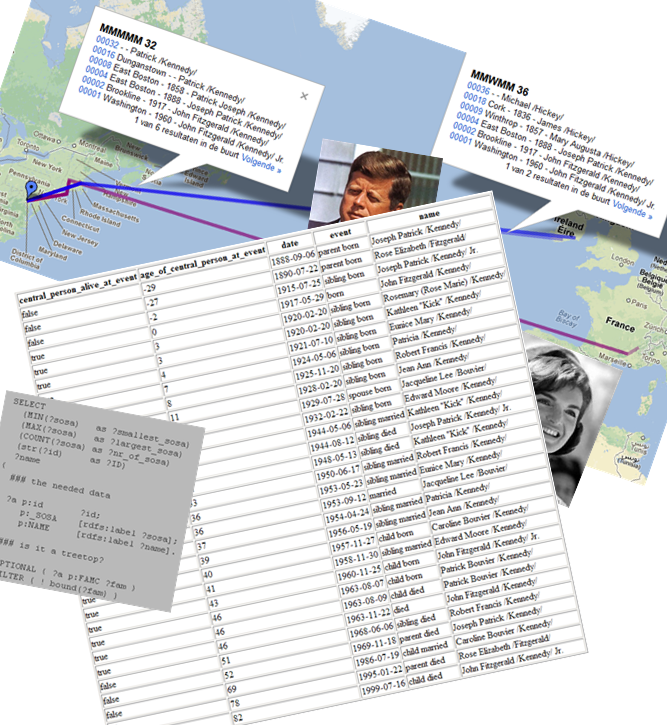 MMMMM 32
00032 - - Patrick /Kennedy/
00016 Dunganstown - - Patrick /Kennedy/
00008 East Boston - 1858 - Patrick Joseph /Kennedy/
00004 East Boston - 1888 - Joseph Patrick /Kennedy/
00002 Brookline - 1917 - John Fitzgerald /Kennedy/
00001 Washington - 1960 - John Fitzgerald /Kennedy/ Jr.
1 van 6 resultaten in de buurt Volgende »
MMWMM 36
00036 - - Michael /Hickey/
00018 Cork - 1836 - James /Hickey/
00009 Winthrop - 1857 - Mary Augusta /Hickey/
00004 East Boston - 1888 - Joseph Patrick /Kennedy/
00002 Brookline - 1917 - John Fitzgerald /Kennedy/
00001 Washington - 1960 - John Fitzgerald /Kennedy/ Jr.
1 van 2 resultaten in de buurt Volgende »
Ottawa
Montreal
New Brunswick
Maine
New York
Pennsylvania
Massachusetts
Rhode Island
Connecticut
New Jersey
Delaware
Maryland
District of Columbia
Ireland
Eire
London
België
Belgique
Belgien
Paris
France
Bay of Biscay
Marseille
تونس
(Tunisia)
central_person_alive_at_event age_of_central_person_at_event date event name
false -29 1888-09-06 parent born Joseph Patrick /Kennedy/
false -27 1890-07-22 parent born Rose Elizabeth /Fitzgerald/
false -2 1915-07-25 sibling born Joseph Patrick /Kennedy/ Jr.
true 0 1917-05-29 born John Fitzgerald /Kennedy/
true 3 1920-02-20 sibling born Rosemary (Rose Marie) /Kennedy/
true 3 1920-02-20 sibling born Kathleen "Kick" /Kennedy/
4 1921-07-10 sibling born Eunice Mary /Kennedy/
7 1924-05-06 sibling born Patricia /Kennedy/
8 1925-11-20 sibling born Robert Francis /Kennedy/
11 1928-02-20 sibling born Jean Ann /Kennedy/
1929-07-28 spouse born Jacqueline Lee /Bouvier/
1932-02-22 sibling born Edward Moore /Kennedy/
1944-05-06 sibling married Kathleen "Kick" /Kennedy/
1944-08-12 sibling died Joseph Patrick /Kennedy/ Jr.
1948-05-13 sibling died Kathleen "Kick" /Kennedy/
1950-06-17 sibling married Robert Francis /Kennedy/
36 1953-05-23 sibling married Eunice Mary /Kennedy/
36 1953-09-12 married Jacqueline Lee /Bouvier/
37 1954-04-24 sibling married Patricia /Kennedy/
39 1956-05-19 sibling married Jean Ann /Kennedy/
true 40 1957-11-27 child born Caroline Bouvier /Kennedy/
true 41 1958-11-30 sibling married Edward Moore /Kennedy/
true 43 1960-11-25 child born John Fitzgerald /Kennedy/ Jr.
true 46 1963-08-07 child born Patrick Bouvier /Kennedy/
true 46 1963-08-09 child died Patrick Bouvier /Kennedy/
false 46 1963-11-22 died John Fitzgerald /Kennedy/
false 51 1968-06-06 sibling died Robert Francis /Kennedy/
false 52 1969-11-18 parent died Joseph Patrick /Kennedy/
false 69 1986-07-19 child married Caroline Bouvier /Kennedy/
78 1995-01-22 parent died Rose Elizabeth /Fitzgerald/
82 1999-07-16 child died John Fitzgerald /Kennedy/ Jr.
SELECT
(MIN(?sosa) as ?smallest_sosa)
(MAX(?sosa) as ?largest_sosa)
(COUNT(?sosa) as ?nr_of_sosa)
(str(?id) as ?ID)
?name
{
### the needed data
?a p:id ?id;
p:_SOSA [rdfs:label ?sosa];
p:NAME [rdfs:label ?name].
### is it a treetop?
OPTIONAL { ?a p:FAMC ?fam }
FILTER ( ! bound(?fam) )